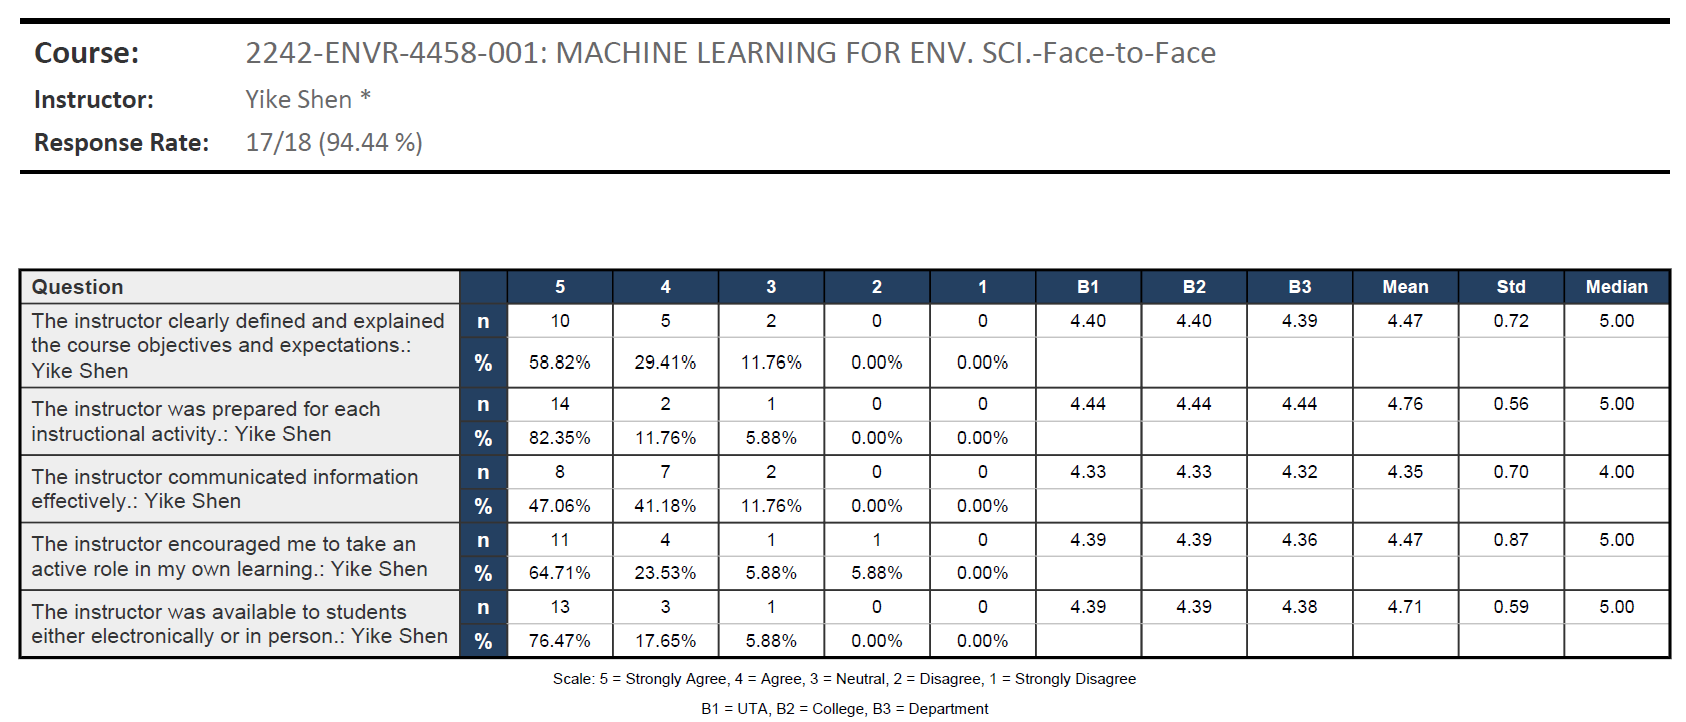 Course: 2242-ENVR-4458-001: MACHINE LEARNING FOR ENV. SCI.-Face-to-Face
Instructor: Yike Shen *
Response Rate: 17/18 (94.44 %)
Question 5 4 3 2 1 B1 B2 B3 Mean Std Median
The instructor clearly defined and explained
the course objectives and expectations.:
Yike Shen
n 10 5 2 0 0 4.40 4.40 4.39 4.47 0.72 5.00
% 58.82% 29.41% 11.76% 0.00% 0.00%
The instructor was prepared for each
instructional activity.: Yike Shen
n 14 2 1 0 0 4.44 4.44 4.44 4.76 0.56 5.00
% 82.35% 11.76% 5.88% 0.00% 0.00%
The instructor communicated information
effectively.: Yike Shen
n 8 7 2 0 0 4.33 4.33 4.32 4.35 0.70 4.00
% 47.06% 41.18% 11.76% 0.00% 0.00%
The instructor encouraged me to take an
active role in my own learning.: Yike Shen
n 11 4 1 1 0 4.39 4.39 4.36 4.47 0.87 5.00
% 64.71% 23.53% 5.88% 5.88% 0.00%
The instructor was available to students
either electronically or in person.: Yike Shen
n 13 3 1 0 0 4.39 4.39 4.38 4.71 0.59 5.00
% 76.47% 17.65% 5.88% 0.00% 0.00%
Scale: 5 = Strongly Agree, 4 = Agree, 3 = Neutral, 2 = Disagree, 1 = Strongly Disagree
B1 = UTA, B2 = College, B3 = Department